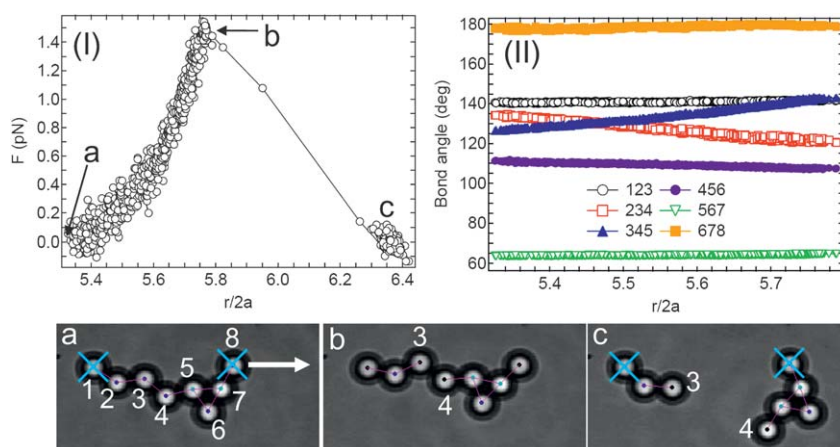 (I)
F (pN)
1.4
1.2
1.0
0.8
0.6
0.4
0.2
0.0
a
b
c
5.4 5.6 5.8 6.0 6.2 6.4
r/2a
(II)
Bond angle (deg)
180
160
140
120
100
80
60
123 456
234 567
345 678
5.4 5.5 5.6 5.7
r/2a
a
1
2
3
4
5
6
7
8
b
3
4
c
3
4